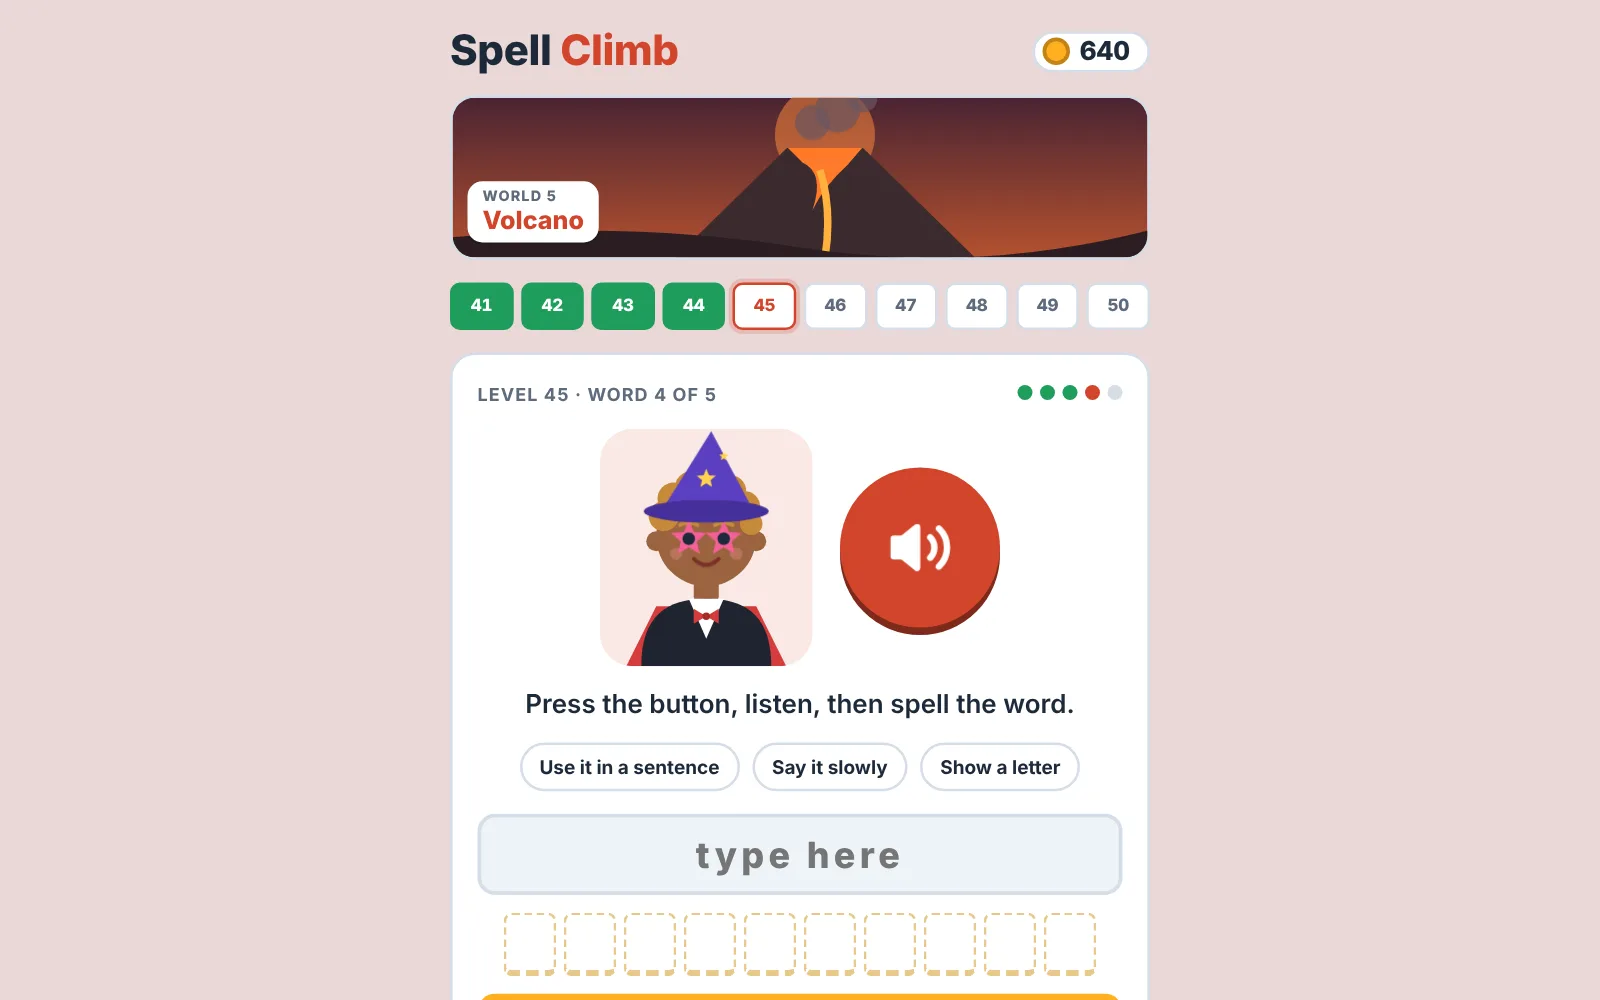 Spell Climb
640
WORLD 5
Volcano
41 42 43 44 45 46 47 48 49 50
LEVEL 45 · WORD 4 OF 5
Press the button, listen, then spell the word.
Use it in a sentence Say it slowly Show a letter
type here